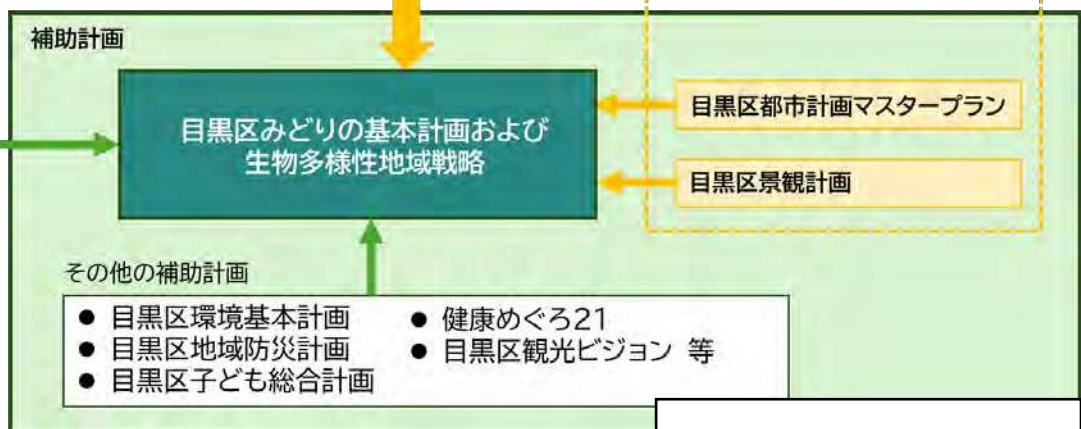 補助計画
目黒区みどりの基本計画および
生物多様性地域戦略
目黒区都市計画マスタープラン
目黒区景観計画
その他の補助計画
● 目黒区環境基本計画
● 目黒区地域防災計画
● 目黒区子ども総合計画
● 健康めぐろ21
● 目黒区観光ビジョン 等